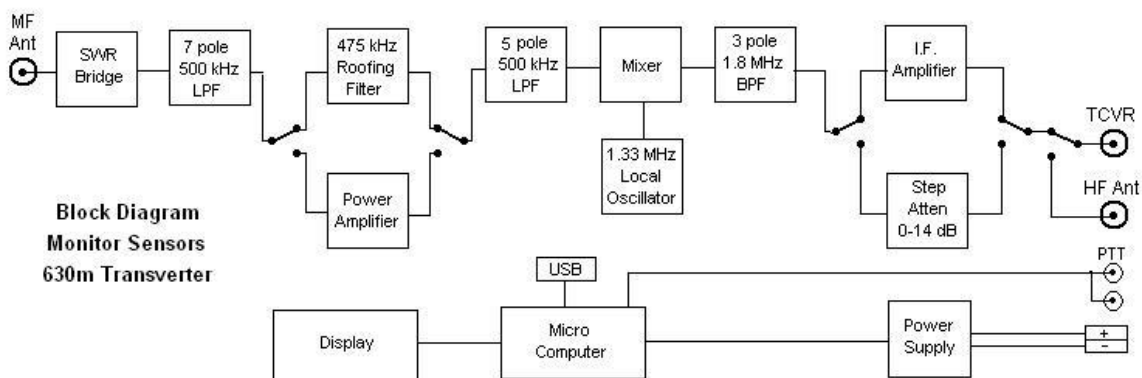 MF
Ant
SWR
Bridge
7 pole
500 kHz
LPF
475 kHz
Roofing
Filter
Power
Amplifier
5 pole
500 kHz
LPF
Mixer
1.33 MHz
Local
Oscillator
3 pole
1.8 MHz
BPF
I.F.
Amplifier
Step
Atten
0-14 dB
TCVR
HF Ant
PTT
Block Diagram
Monitor Sensors
630m Transverter
USB
Display
Micro
Computer
Power
Supply
+
−